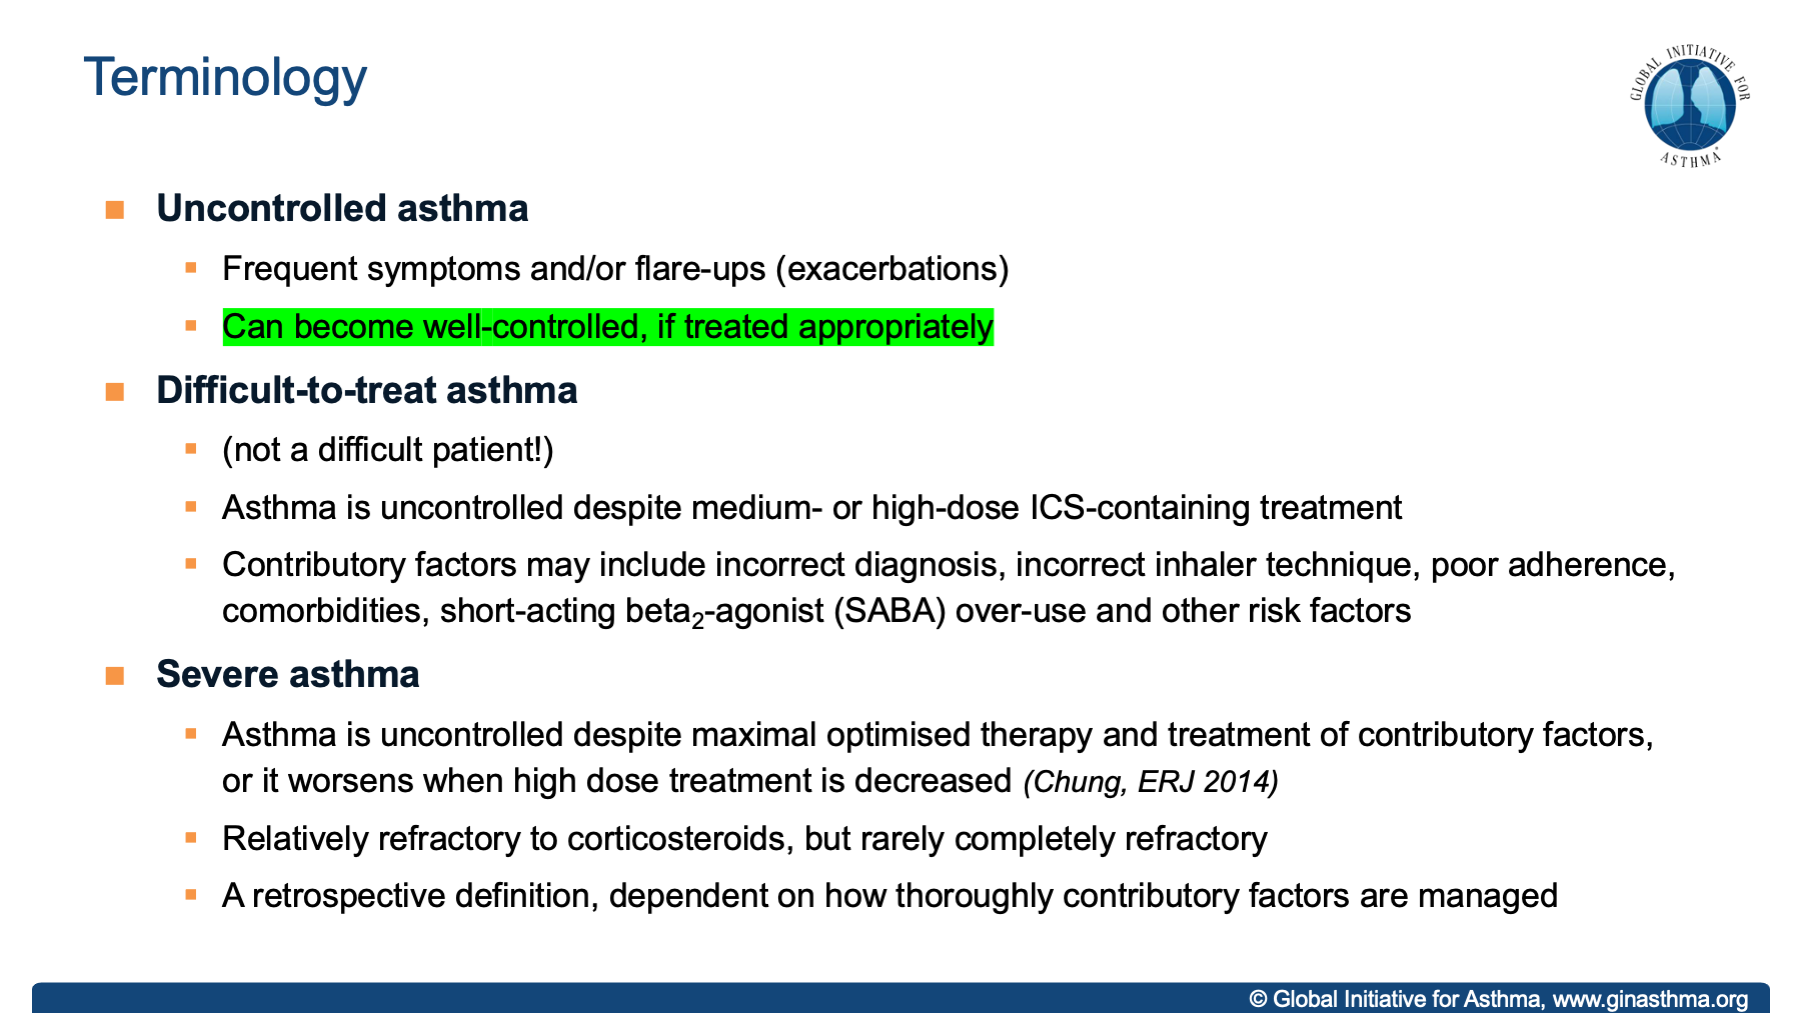 Terminology
GLOBAL INITIATIVE FOR
ASTHMA
Uncontrolled asthma
Frequent symptoms and/or flare-ups (exacerbations)
Can become well-controlled, if treated appropriately
Difficult-to-treat asthma
(not a difficult patient!)
Asthma is uncontrolled despite medium- or high-dose ICS-containing treatment
Contributory factors may include incorrect diagnosis, incorrect inhaler technique, poor adherence,
comorbidities, short-acting beta₂-agonist (SABA) over-use and other risk factors
Severe asthma
Asthma is uncontrolled despite maximal optimised therapy and treatment of contributory factors,
or it worsens when high dose treatment is decreased (Chung, ERJ 2014)
Relatively refractory to corticosteroids, but rarely completely refractory
A retrospective definition, dependent on how thoroughly contributory factors are managed
© Global Initiative for Asthma, www.ginasthma.org